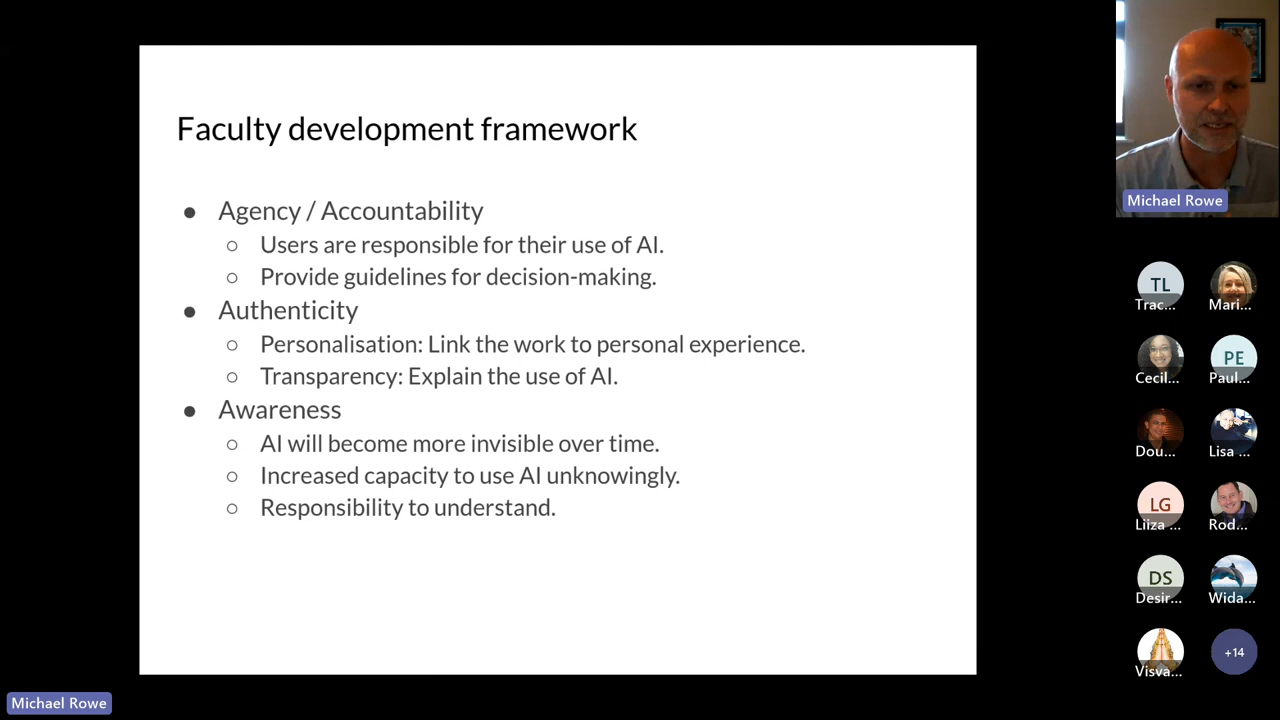 Faculty development framework
● Agency / Accountability
○ Users are responsible for their use of AI.
○ Provide guidelines for decision-making.
● Authenticity
○ Personalisation: Link the work to personal experience.
○ Transparency: Explain the use of AI.
● Awareness
○ AI will become more invisible over time.
○ Increased capacity to use AI unknowingly.
○ Responsibility to understand.
Michael Rowe
TL
Trac... Mari...
PE
Cecil... Paul...
Dou... Lisa ...
LG
Liiza ... Rod...
DS
Desir... Wida...
+14
Visva...
Michael Rowe